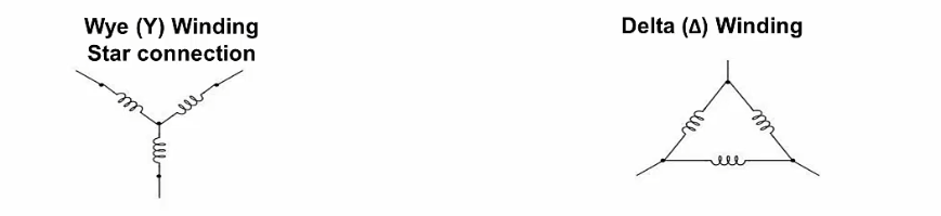 Wye (Y) Winding
Star connection
Delta (Δ) Winding